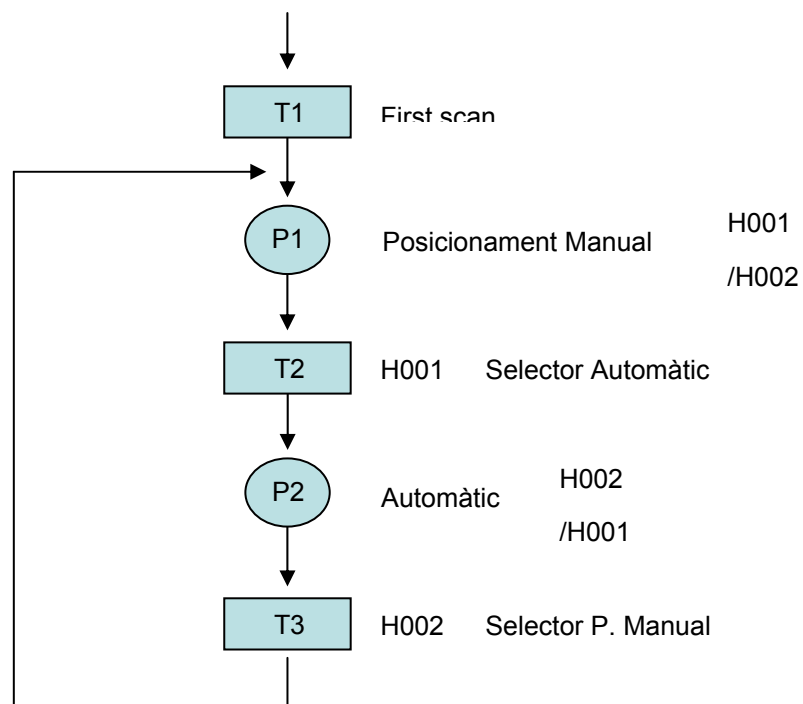 T1 First scan
P1 Posicionament Manual H001
/H002
T2 H001 Selector Automàtic
P2 Automàtic H002
/H001
T3 H002 Selector P. Manual